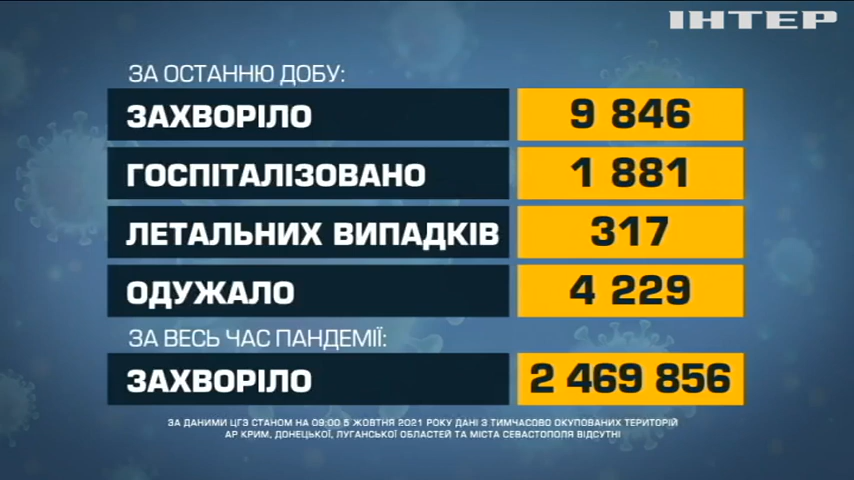 ІНТЕР
ЗА ОСТАННЮ ДОБУ:
ЗАХВОРІЛО 9 846
ГОСПІТАЛІЗОВАНО 1 881
ЛЕТАЛЬНИХ ВИПАДКІВ 317
ОДУЖАЛО 4 229
ЗА ВЕСЬ ЧАС ПАНДЕМІЇ:
ЗАХВОРІЛО 2 469 856
ЗА ДАНИМИ ЦГЗ СТАНОМ НА 09:00 5 ЖОВТНЯ 2021 РОКУ ДАНІ З ТИМЧАСОВО ОКУПОВАНИХ ТЕРИТОРІЙ
АР КРИМ, ДОНЕЦЬКОЇ, ЛУГАНСЬКОЇ ОБЛАСТЕЙ ТА МІСТА СЕВАСТОПОЛЯ ВІДСУТНІ